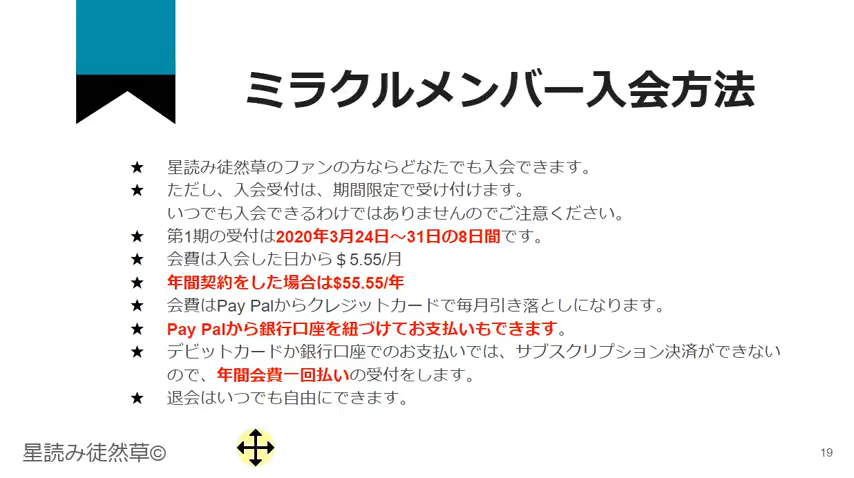 ミラクルメンバー入会方法
★ 星読み徒然草のファンの方ならどなたでも入会できます。
★ ただし、入会受付は、期間限定で受け付けます。
いつでも入会できるわけではありませんのでご注意ください。
★ 第1期の受付は2020年3月24日～31日の8日間です。
★ 会費は入会した日から＄5.55/月
★ 年間契約をした場合は$55.55/年
★ 会費はPay Palからクレジットカードで毎月引き落としになります。
★ Pay Palから銀行口座を紐づけてお支払いもできます。
★ デビットカードか銀行口座でのお支払いでは、サブスクリプション決済ができない
ので、年間会費一回払いの受付をします。
★ 退会はいつでも自由にできます。
星読み徒然草©
19